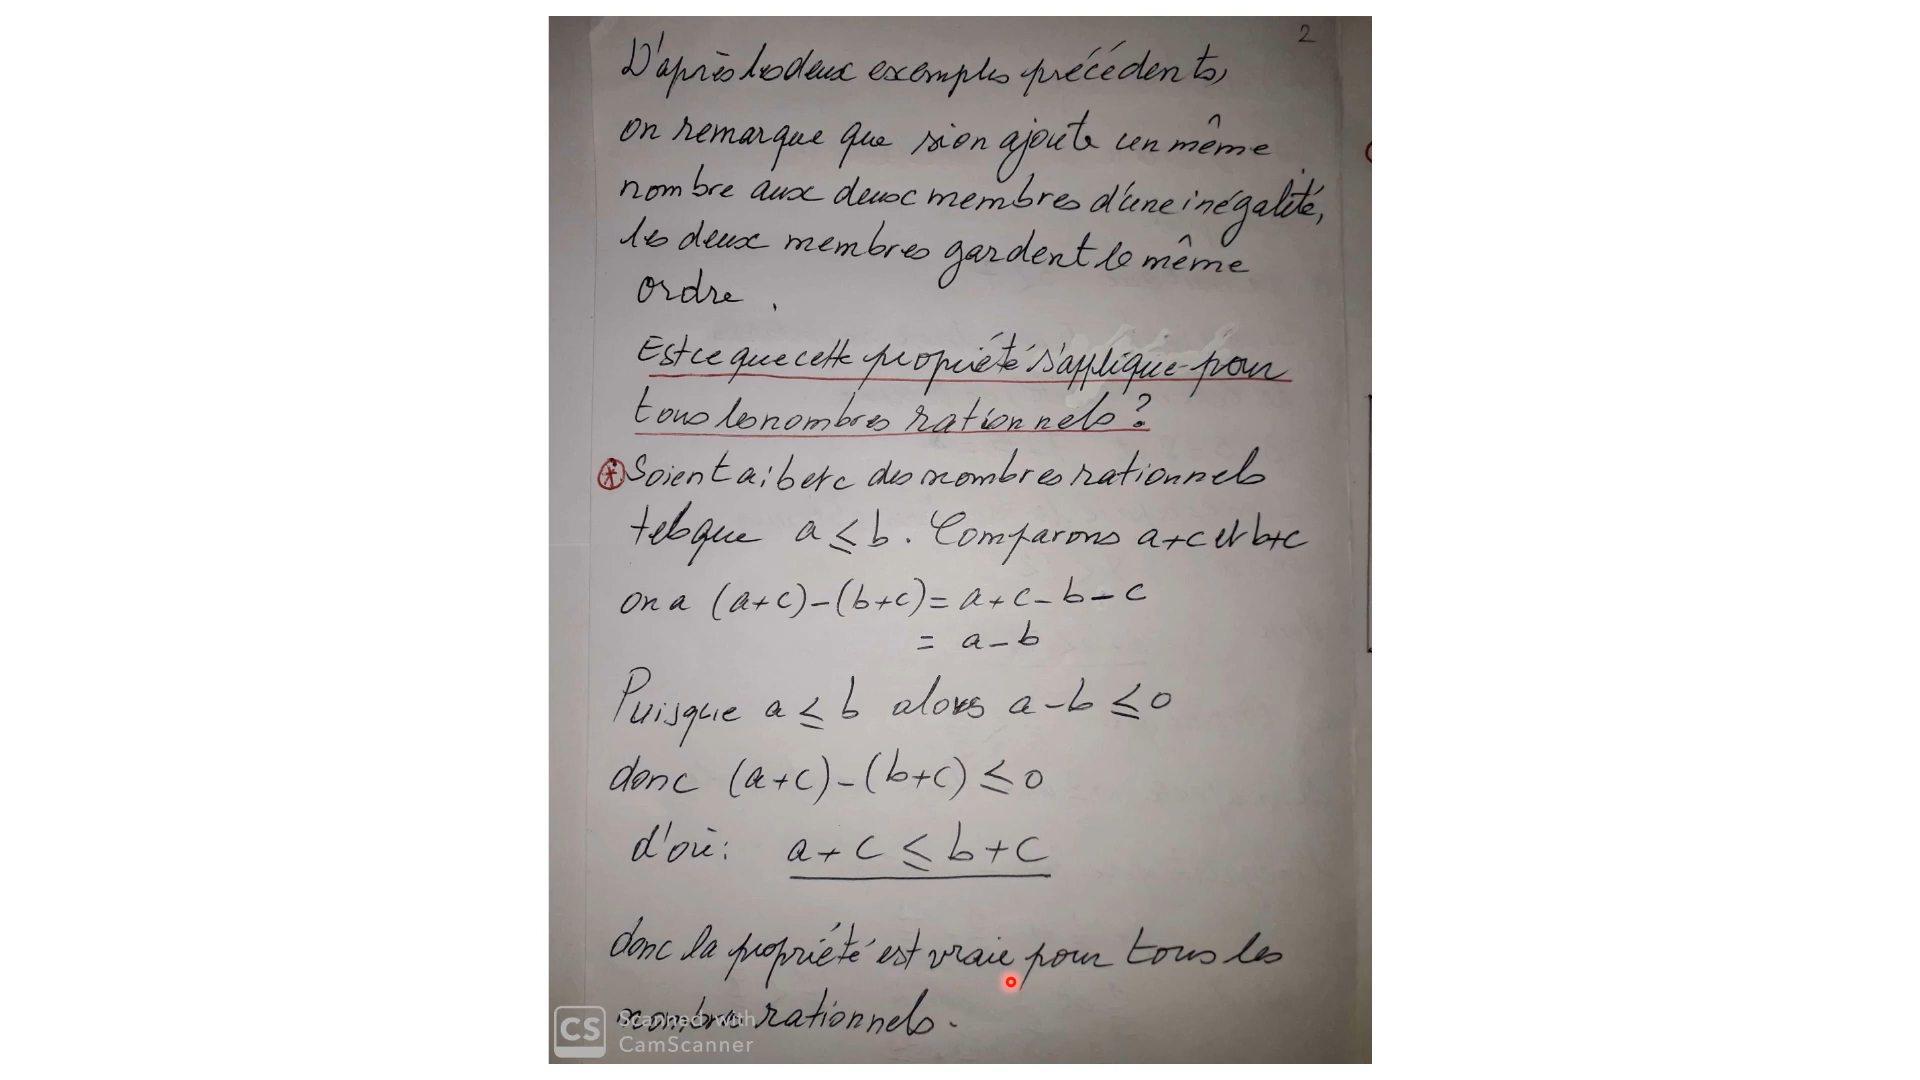 2
D'après les deux exemples précédents,
on remarque que si on ajoute un même
nombre aux deux membres d'une inégalité,
les deux membres gardent le même
ordre.
Est ce que cette propriété s'applique pour
tous les nombres rationnels ?
* Soient a ; b et c des nombres rationnels
tels que a ≤ b. Comparons a+c et b+c
on a (a+c)-(b+c)= a+c-b-c
= a-b
Puisque a ≤ b alors a-b ≤ 0
donc (a+c)-(b+c) ≤ 0
d'où: a+c ≤ b+c
donc la propriété est vraie pour tous les
nombre rationnels.
CS Scanned with
CamScanner